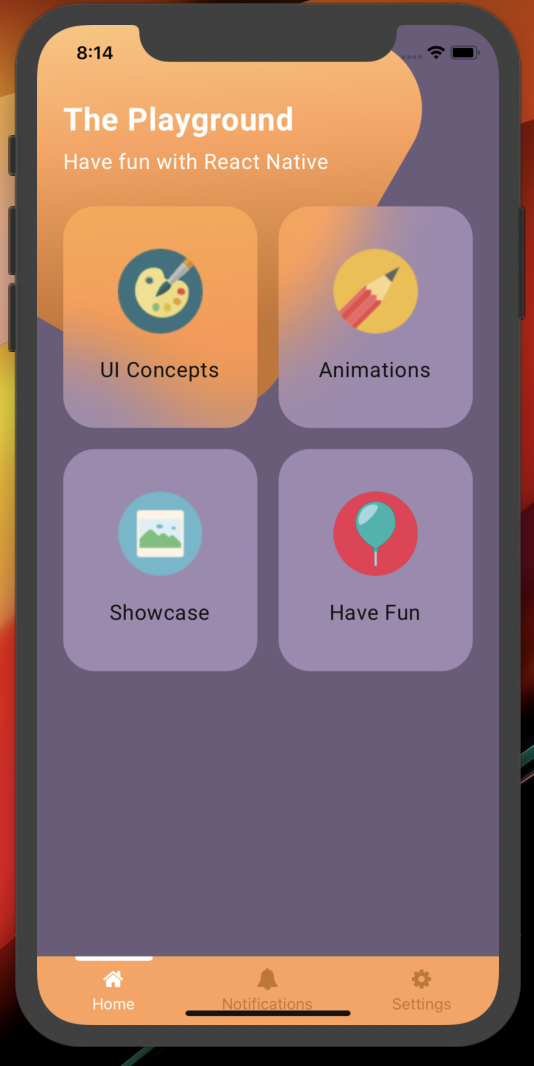 8:14
The Playground
Have fun with React Native
UI Concepts
Animations
Showcase
Have Fun
Home
Notifications
Settings